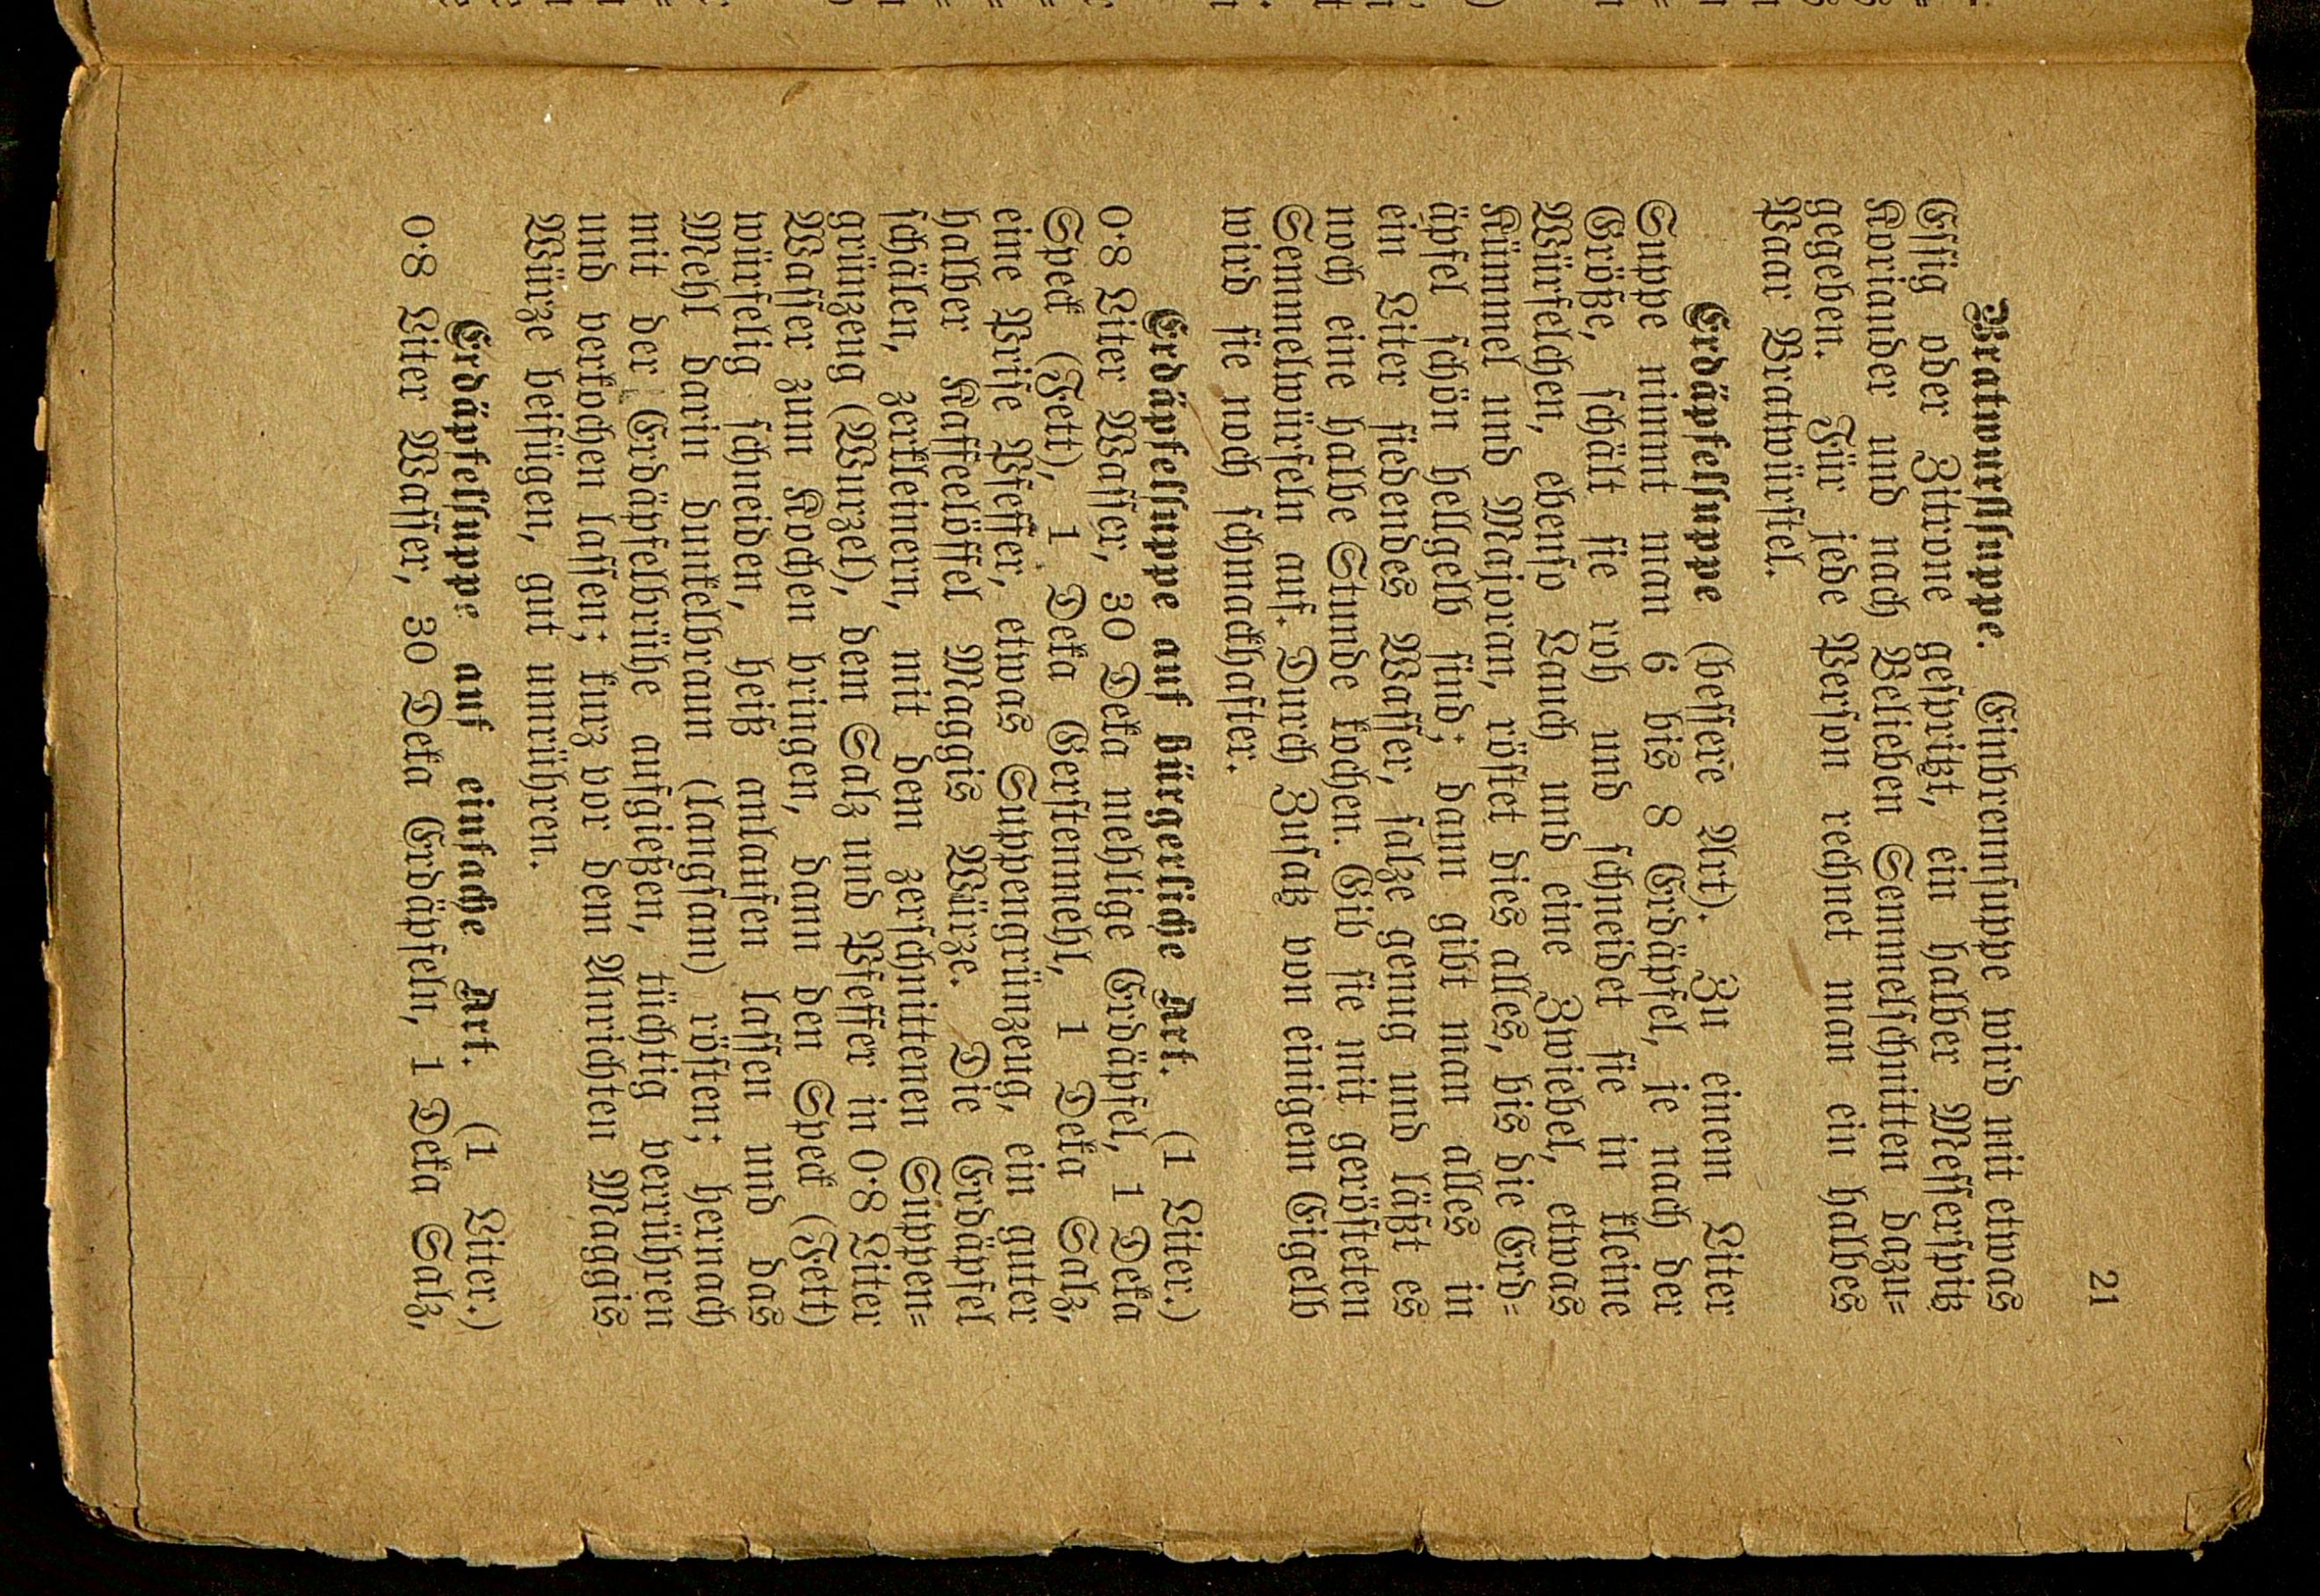 21
Bratwurstsuppe. Einbrennsuppe wird mit etwas
Essig oder Zitrone gespritzt, ein halber Messerspitz
Koriander und nach Belieben Semmelschnitten dazu-
gegeben. Für jede Person rechnet man ein halbes
Paar Bratwürstel.
Erdäpfelsuppe (bessere Art). Zu einem Liter
Suppe nimmt man 6 bis 8 Erdäpfel, je nach der
Größe, schält sie roh und schneidet sie in kleine
Würfelchen, ebenso Lauch und eine Zwiebel, etwas
Kümmel und Majoran, röstet dies alles, bis die Erd-
äpfel schön hellgelb sind; dann gibt man alles in
ein Liter siedendes Wasser, salze genug und läßt es
noch eine halbe Stunde kochen. Gib sie mit gerösteten
Semmelwürfeln auf. Durch Zusatz von einigem Eigelb
wird sie noch schmackhafter.
Erdäpfelsuppe auf bürgerliche Art. (1 Liter.)
0·8 Liter Wasser, 30 Deka mehlige Erdäpfel, 1 Deka
Speck (Fett), 1 Deka Gerstenmehl, 1 Deka Salz,
eine Prise Pfeffer, etwas Suppengrünzeug, ein guter
halber Kaffeelöffel Maggis Würze. Die Erdäpfel
schälen, zerkleinern, mit dem zerschnittenen Suppen-
grünzeug (Wurzel), dem Salz und Pfeffer in 0·8 Liter
Wasser zum Kochen bringen, dann den Speck (Fett)
würfelig schneiden, heiß anlaufen lassen und das
Mehl darin dunkelbraun (langsam) rösten; hernach
mit der Erdäpfelbrühe aufgießen, tüchtig verrühren
und verkochen lassen; kurz vor dem Anrichten Maggis
Würze beifügen, gut umrühren.
Erdäpfelsuppe auf einfache Art. (1 Liter.)
0·8 Liter Wasser, 30 Deka Erdäpfeln, 1 Deka Salz,